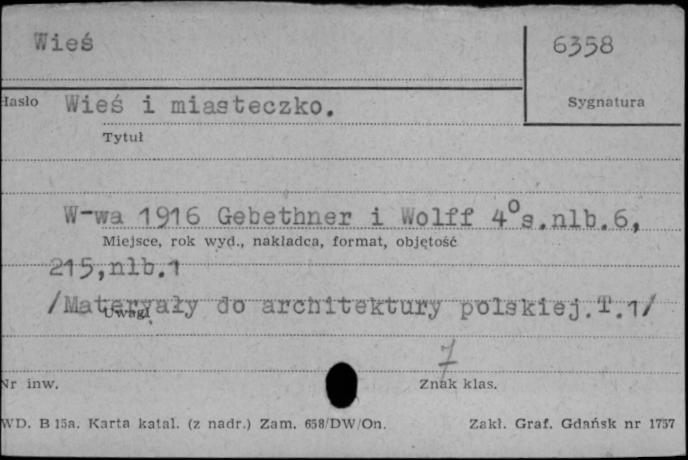 Wieś 6358
Hasło Wieś i miasteczko. Sygnatura
Tytuł
W-wa 1916 Gebethner i Wolff 4⁰s.nlb.6,
Miejsce, rok wyd., nakładca, format, objętość
215,nlb.1
/Materyały do architektury polskiej.T.1/
Uwagi
7
Nr inw. Znak klas.
WD. B 15a. Karta katal. (z nadr.) Zam. 658/DW/On. Zakł. Graf. Gdańsk nr 1757